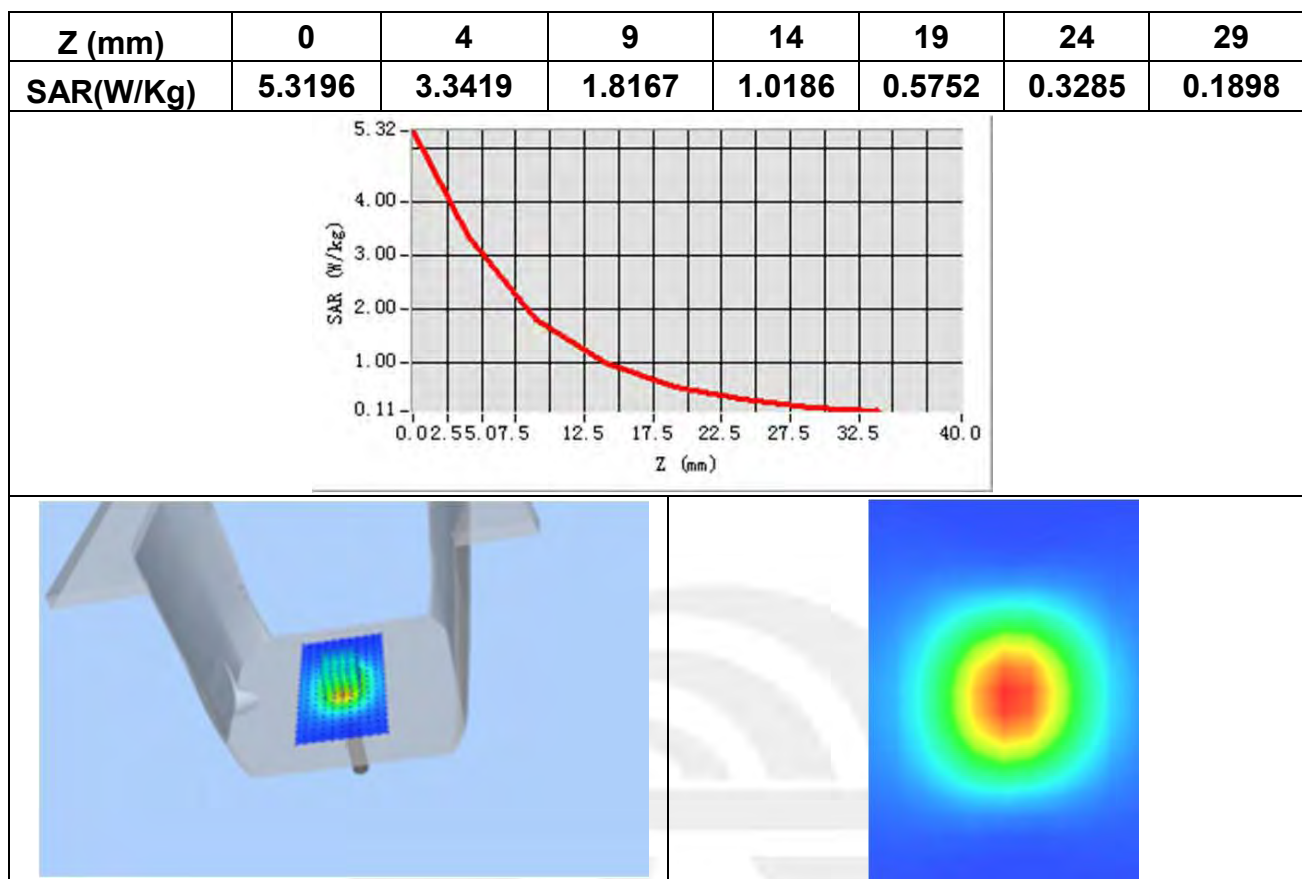 Z (mm) 0 4 9 14 19 24 29
SAR(W/Kg) 5.3196 3.3419 1.8167 1.0186 0.5752 0.3285 0.1898
5.32
4.00
3.00
2.00
1.00
0.11
SAR (W/kg)
0.0 2.5 5.0 7.5 12.5 17.5 22.5 27.5 32.5 40.0
Z (mm)